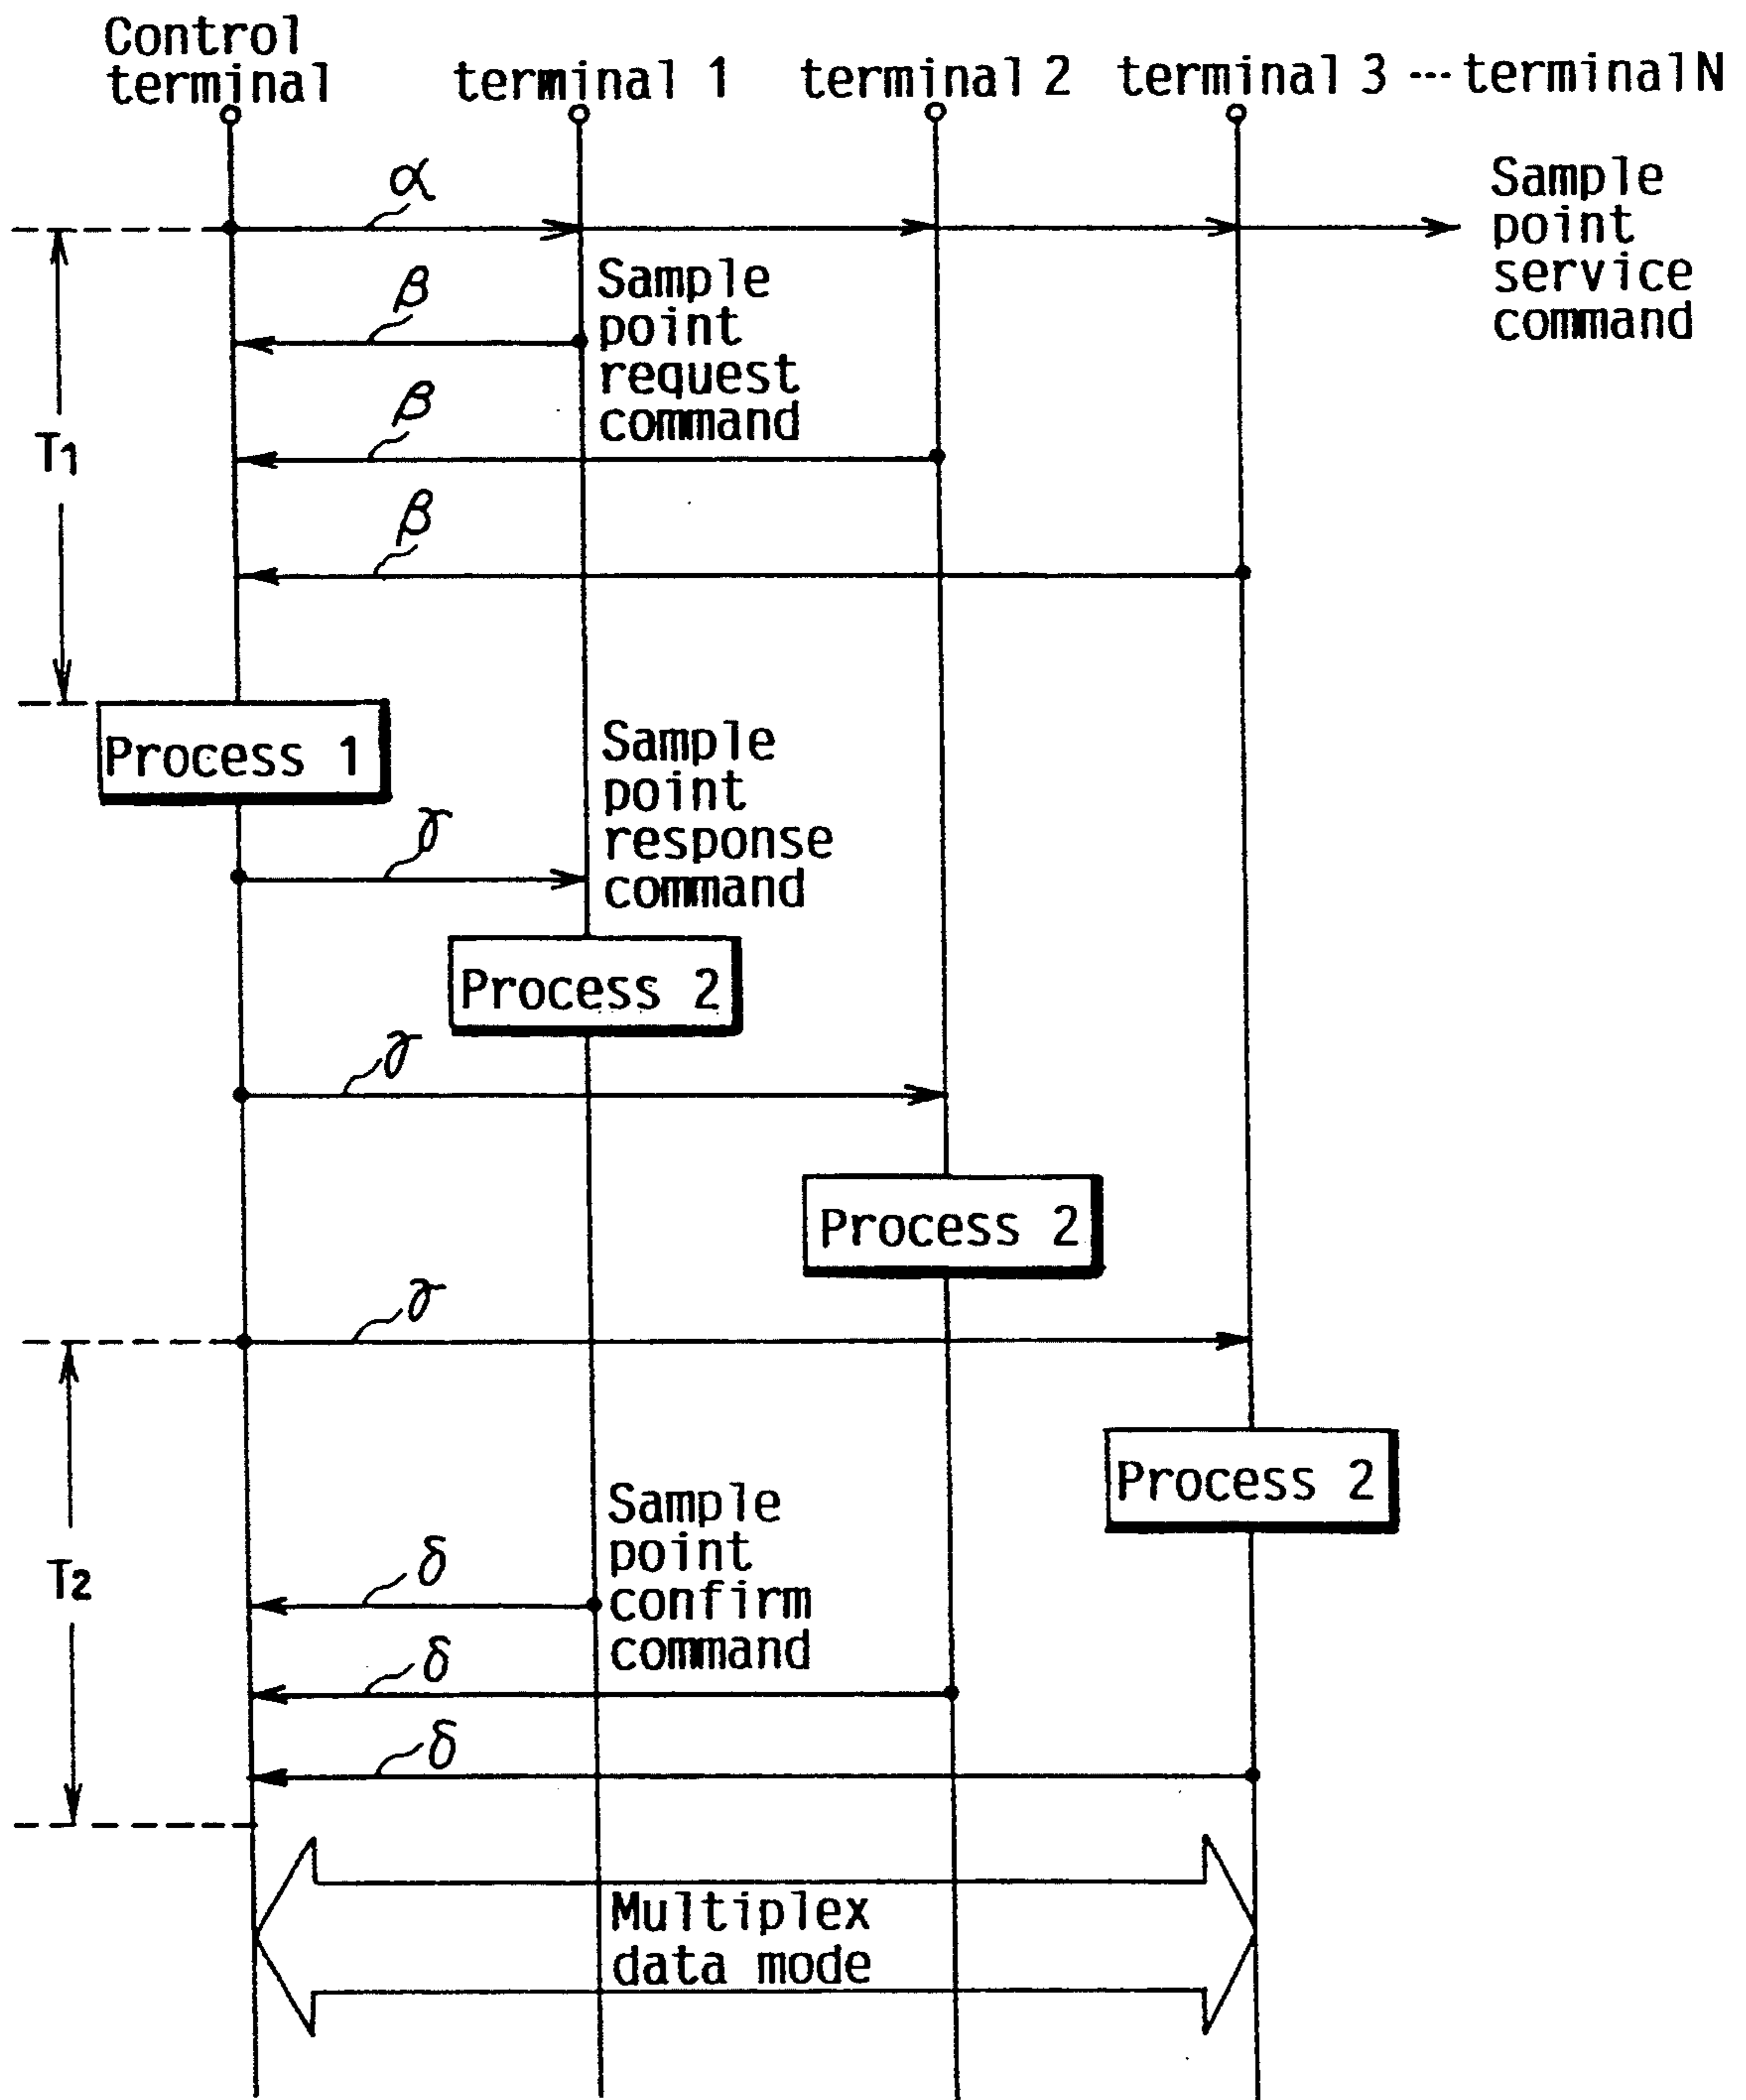 Control
terminal
terminal 1
terminal 2
terminal 3 --- terminal N
α
Sample
point
service
command
β
Sample
point
request
command
β
T1
β
Process 1
Sample
point
response
command
γ
Process 2
γ
Process 2
γ
Process 2
Sample
point
confirm
command
δ
T2
δ
δ
Multiplex
data mode